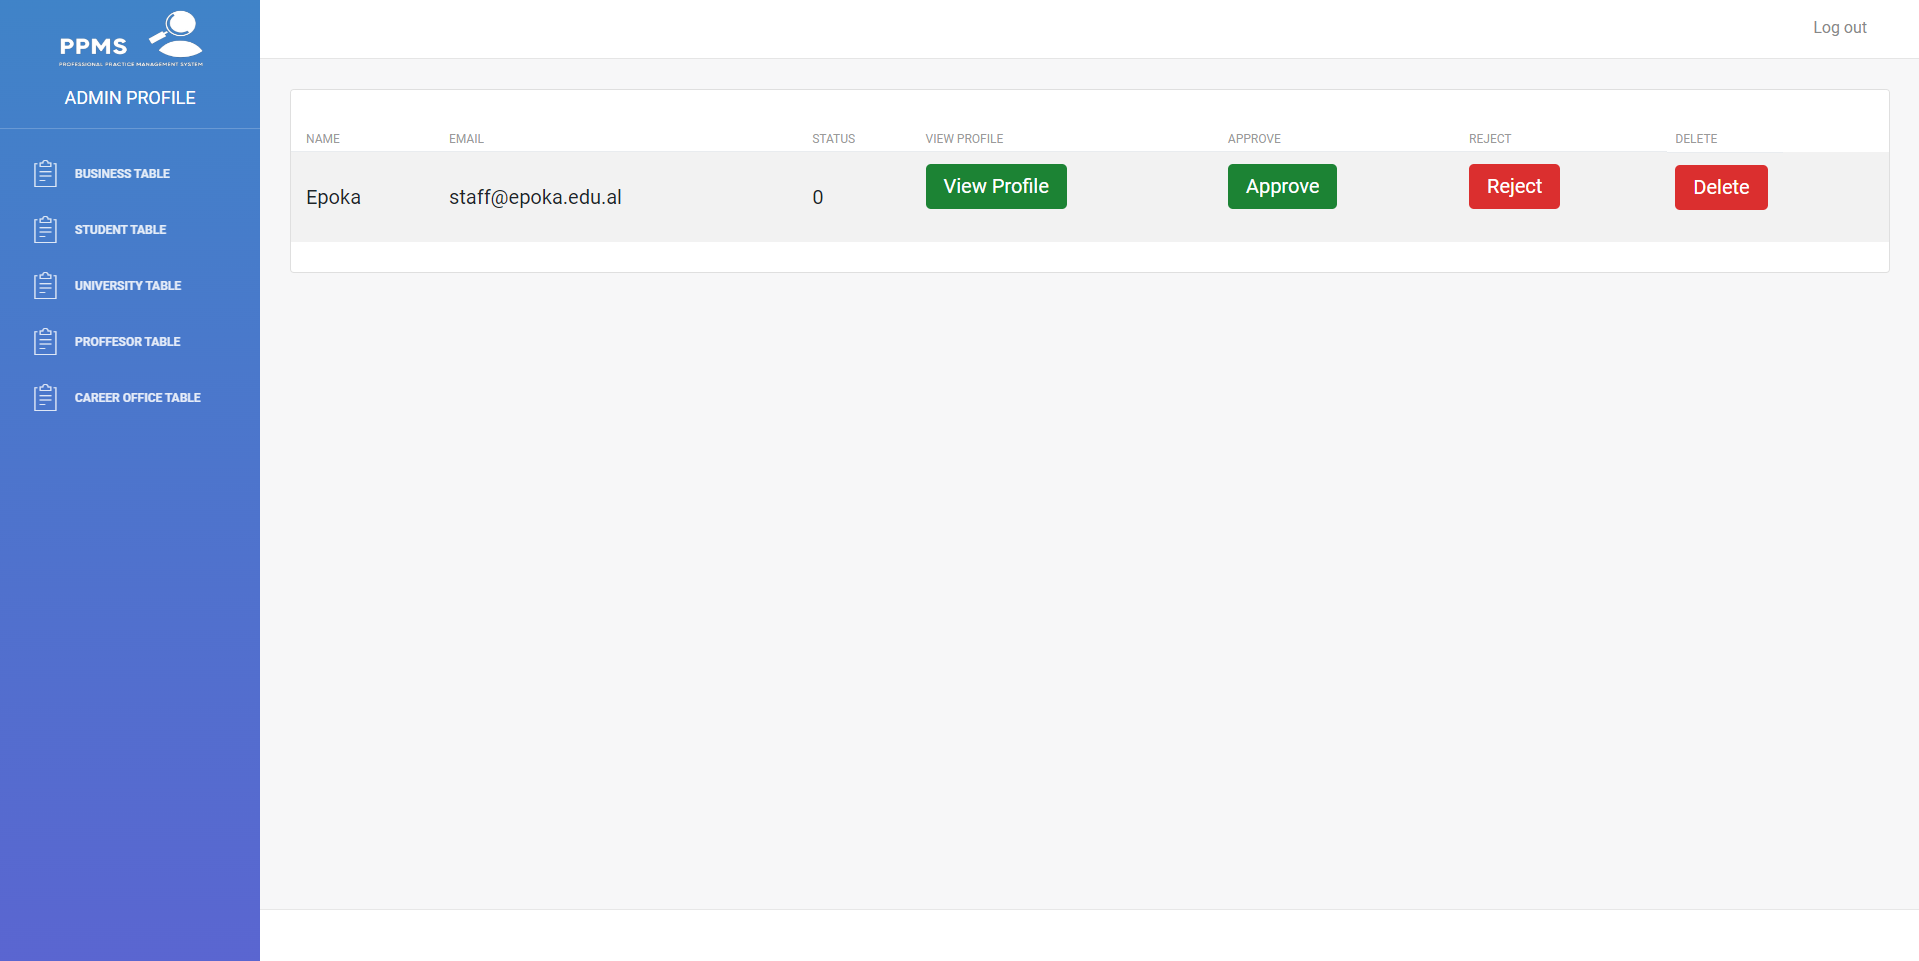 PPMS
PROFESSIONAL PRACTICE MANAGEMENT SYSTEM
ADMIN PROFILE
BUSINESS TABLE
STUDENT TABLE
UNIVERSITY TABLE
PROFFESOR TABLE
CAREER OFFICE TABLE
Log out
NAME EMAIL STATUS VIEW PROFILE APPROVE REJECT DELETE
Epoka staff@epoka.edu.al 0 View Profile Approve Reject Delete